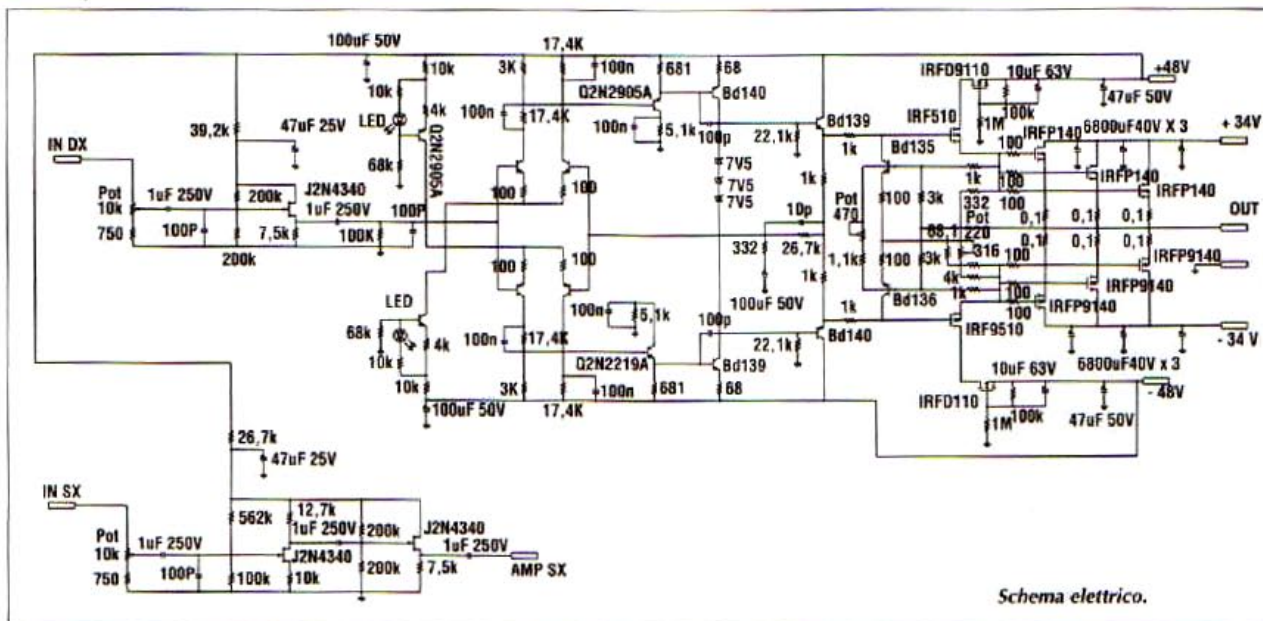 100uF 50V
17,4K
10k
3K
100n
681
68
IRFD9110
10uF 63V
+48V
10k
Q2N2905A
Bd140
100k
47uF 50V
LED
4k
100n
17,4K
100n
5,1k
100p
22,1k
Bd139
IRF510
1M
39,2k
47uF 25V
Q2N2905A
1k
IRFP140
6800uF40V X 3
+ 34V
IN DX
68k
7V5
Bd135
100
IRFP140
Pot
10k
1uF 250V
200k
J2N4340
7V5
1k
1k
100
IRFP140
1uF 250V
100
100
7V5
Pot
470
100
3k
332
100
OUT
750
100P
7,5k
100K
100P
10p
Pot
220
0,1
0,1
0,1
200k
332
26,7k
68,1
316
0,1
0,1
0,1
100
100
1,1k
100
3k
100
IRFP9140
1k
4k
LED
100n
5,1k
100uF 50V
Bd136
1k
100
IRFP9140
68k
100n
17,4K
100p
1k
100
IRFP9140
4k
22,1k
Bd140
IRF9510
- 34 V
10k
Q2N2219A
Bd139
10uF 63V
6800uF40V x 3
10k
3K
100n
681
68
- 48V
100uF 50V
17,4K
IRFD110
100k
47uF 50V
1M
26,7k
47uF 25V
IN SX
12,7k
562k
1uF 250V
200k
J2N4340
Pot
10k
1uF 250V
1uF 250V
J2N4340
AMP SX
750
100P
100k
10k
200k
7,5k
Schema elettrico.